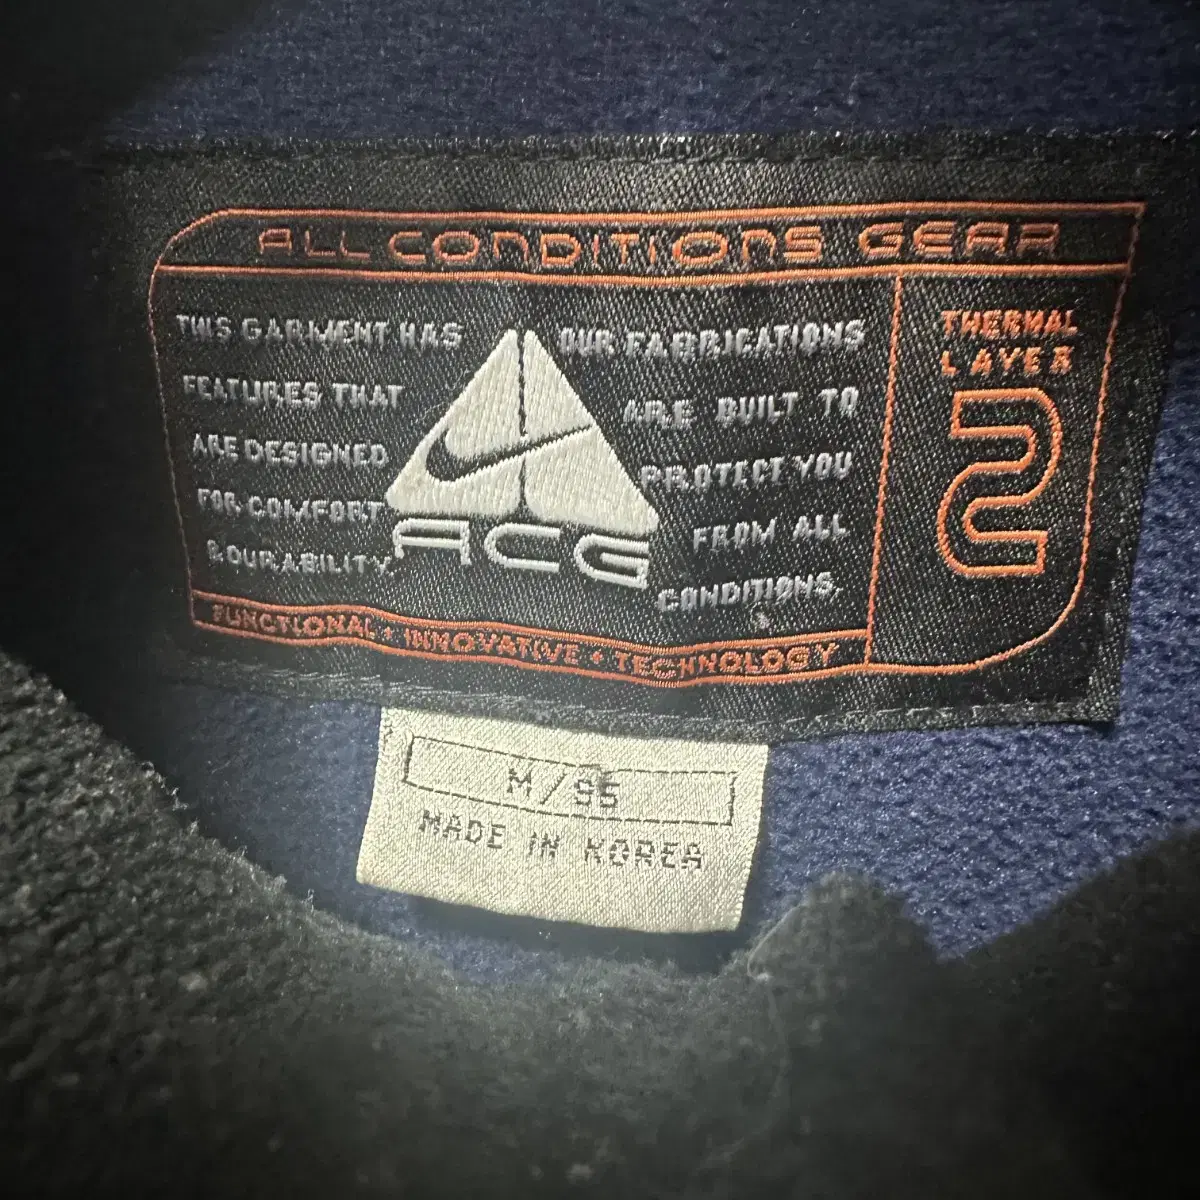 ALL CONDITIONS GEAR
THIS GARMENT HAS
FEATURES THAT
ARE DESIGNED
FOR COMFORT
& DURABILITY.
ACG
OUR FABRICATIONS
ARE BUILT TO
PROTECT YOU
FROM ALL
CONDITIONS.
THERMAL
LAYER
2
FUNCTIONAL • INNOVATIVE • TECHNOLOGY
M/95
MADE IN KOREA